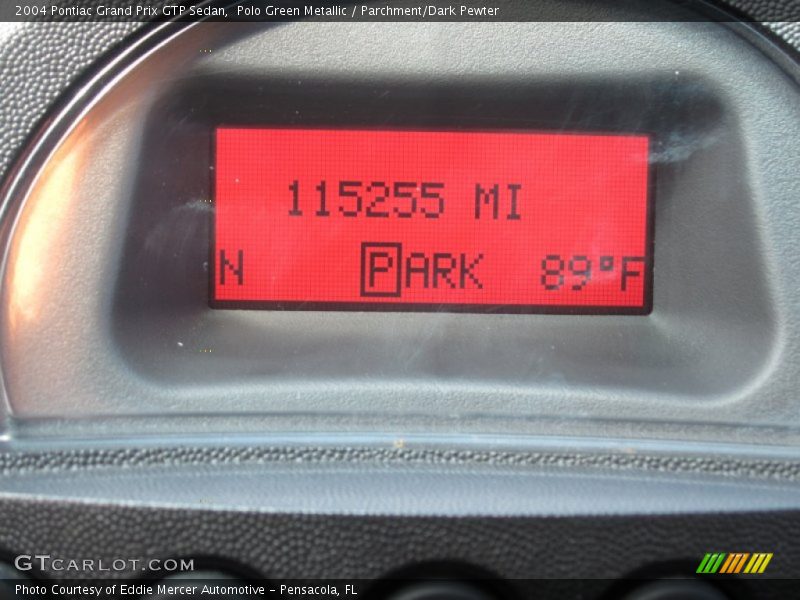 2004 Pontiac Grand Prix GTP Sedan, Polo Green Metallic / Parchment/Dark Pewter
115255 MI
N PARK 89°F
GTCARLOT.COM
Photo Courtesy of Eddie Mercer Automotive - Pensacola, FL